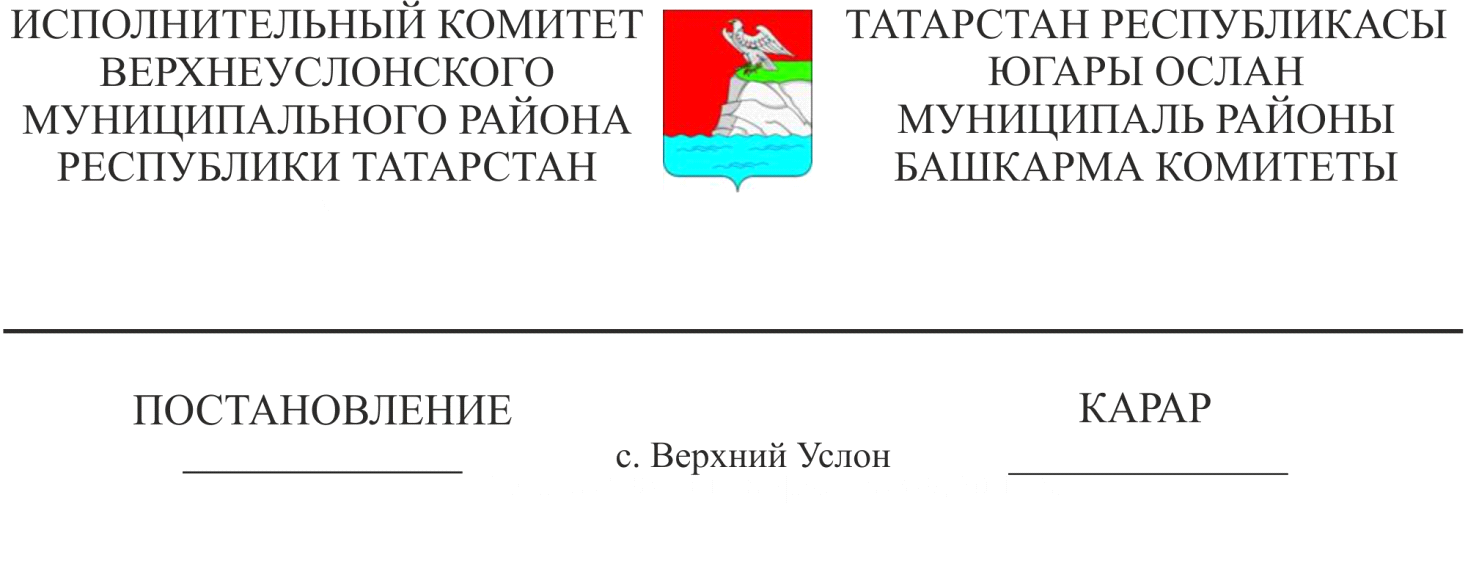 ИСПОЛНИТЕЛЬНЫЙ КОМИТЕТ
ВЕРХНЕУСЛОНСКОГО
МУНИЦИПАЛЬНОГО РАЙОНА
РЕСПУБЛИКИ ТАТАРСТАН
ТАТАРСТАН РЕСПУБЛИКАСЫ
ЮГАРЫ ОСЛАН
МУНИЦИПАЛЬ РАЙОНЫ
БАШКАРМА КОМИТЕТЫ
ПОСТАНОВЛЕНИЕ
КАРАР
с. Верхний Услон